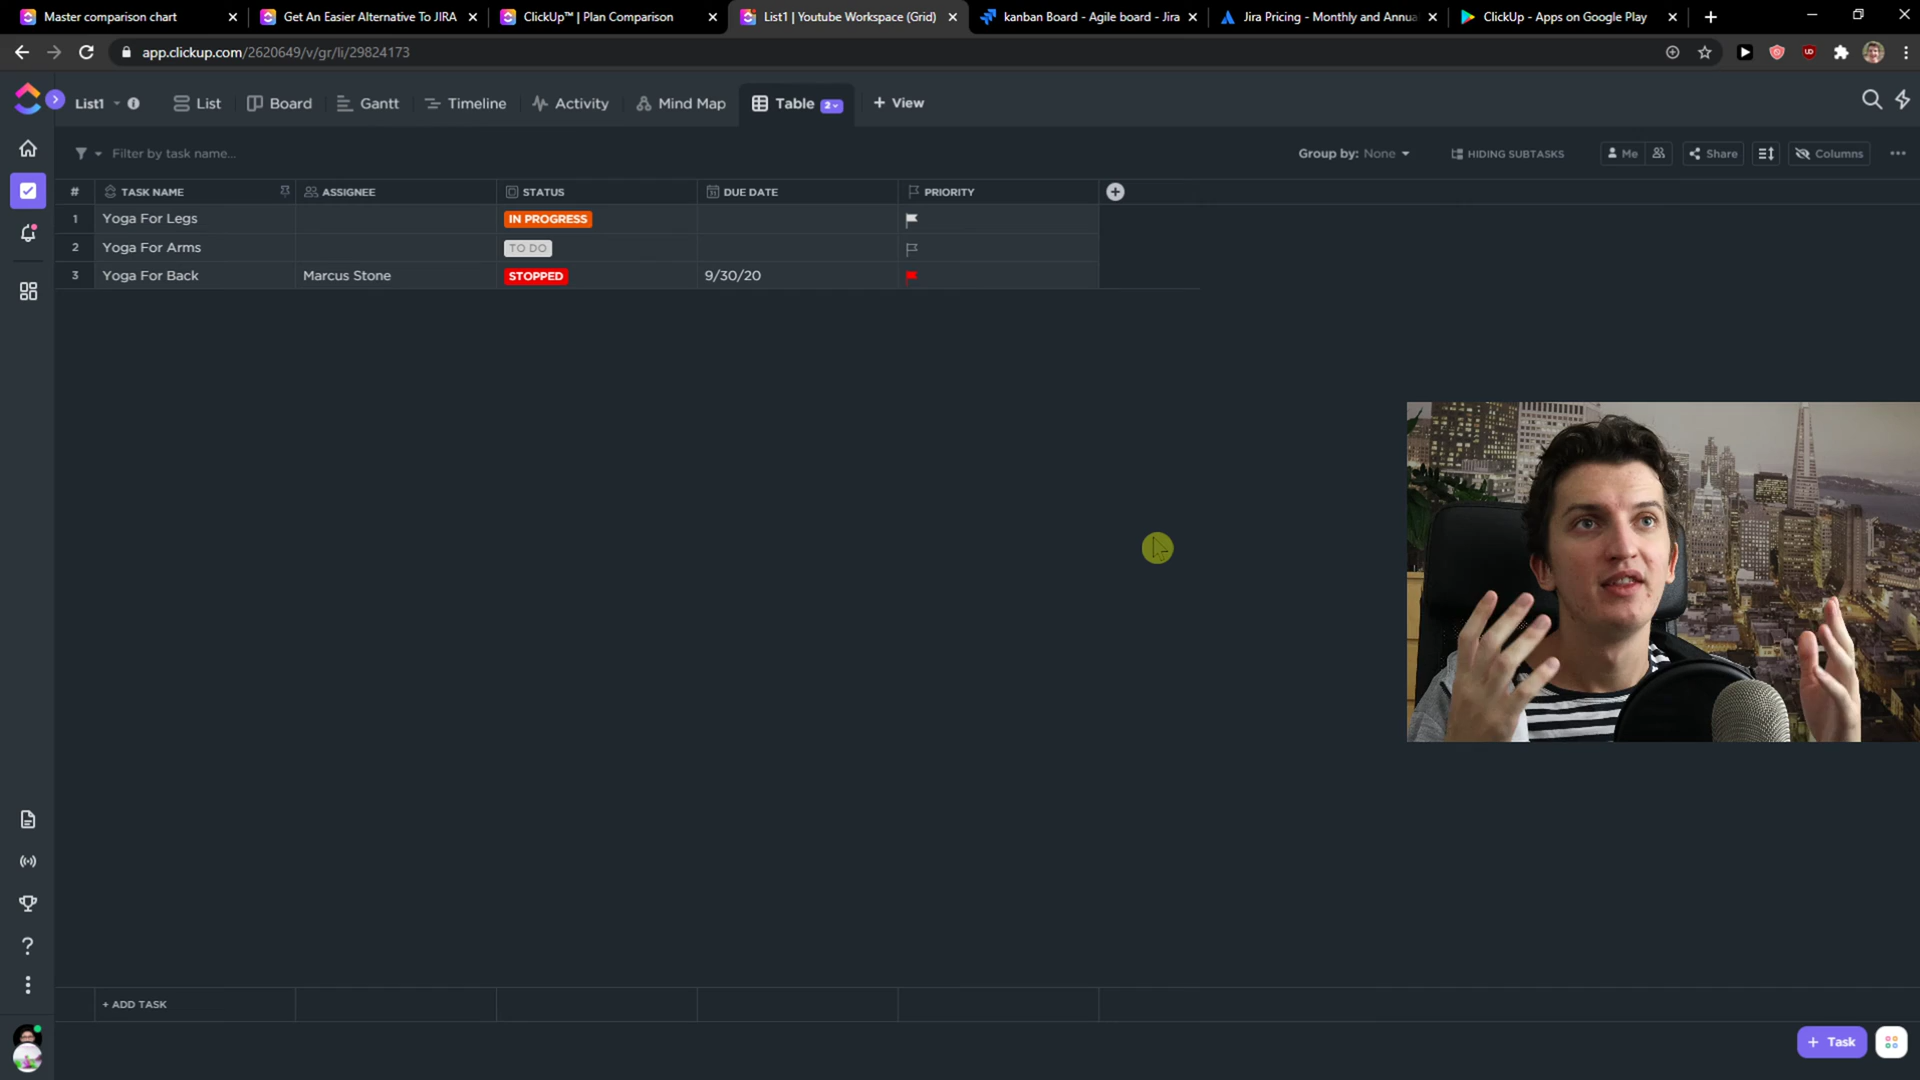 Master comparison chart
Get An Easier Alternative To JIRA
ClickUp™ | Plan Comparison
List1 | Youtube Workspace (Grid)
kanban Board - Agile board - Jira
Jira Pricing - Monthly and Annua
ClickUp - Apps on Google Play
app.clickup.com/2620649/v/gr/li/29824173
List1
List
Board
Gantt
Timeline
Activity
Mind Map
Table 2
+ View
Filter by task name...
Group by: None
HIDING SUBTASKS
Me
Share
Columns
# TASK NAME ASSIGNEE STATUS DUE DATE PRIORITY
1 Yoga For Legs IN PROGRESS
2 Yoga For Arms TO DO
3 Yoga For Back Marcus Stone STOPPED 9/30/20
+ ADD TASK
+ Task